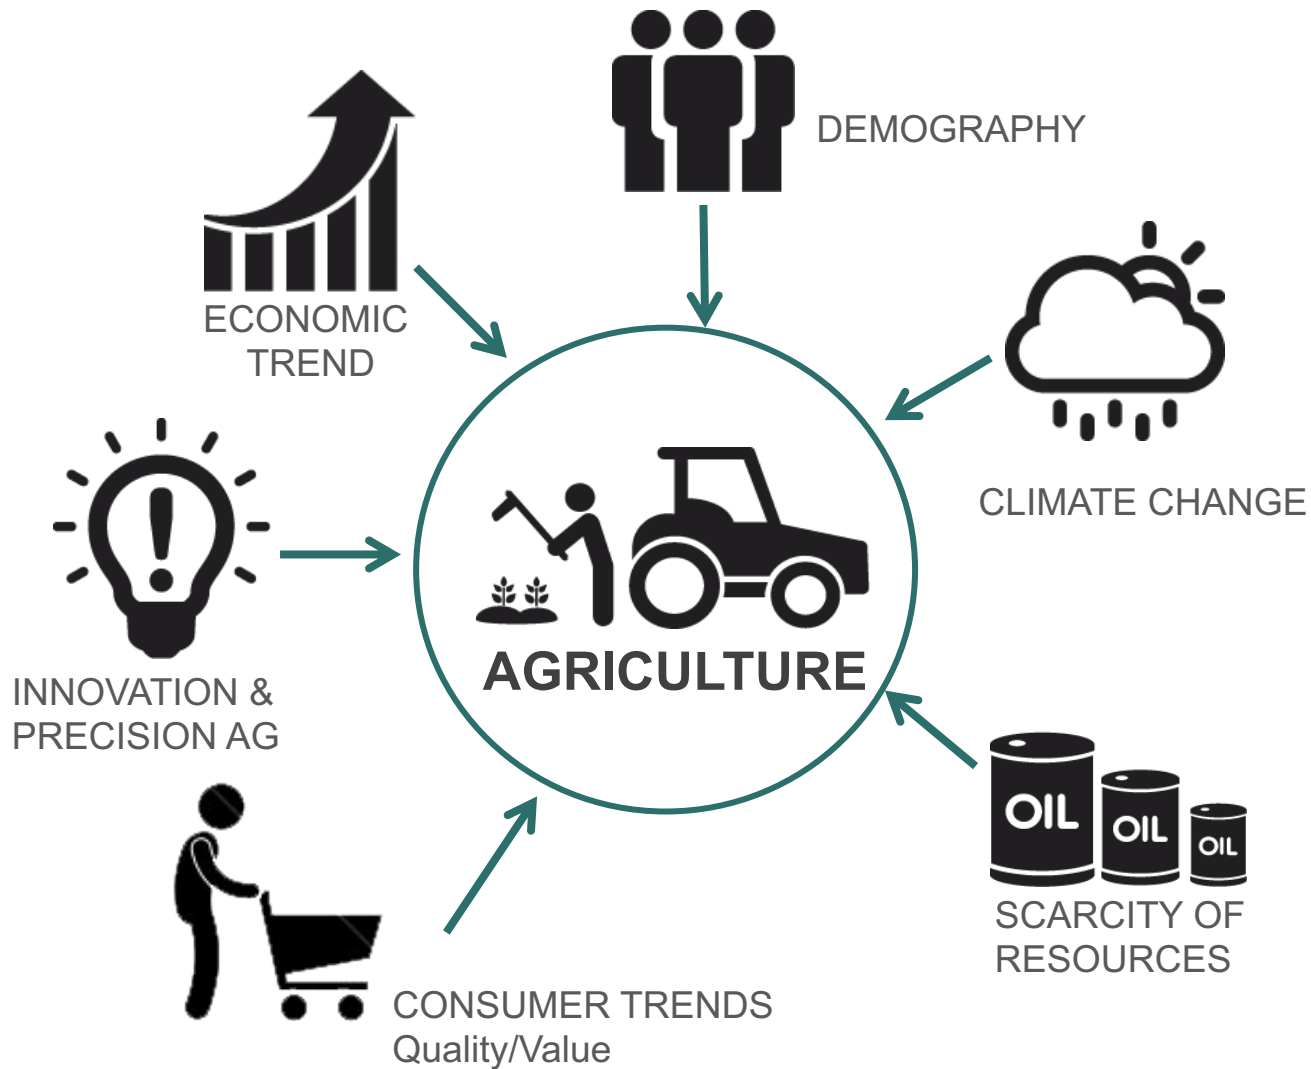 DEMOGRAPHY
ECONOMIC
TREND
CLIMATE CHANGE
AGRICULTURE
INNOVATION &
PRECISION AG
OIL
OIL
OIL
SCARCITY OF
RESOURCES
CONSUMER TRENDS
Quality/Value